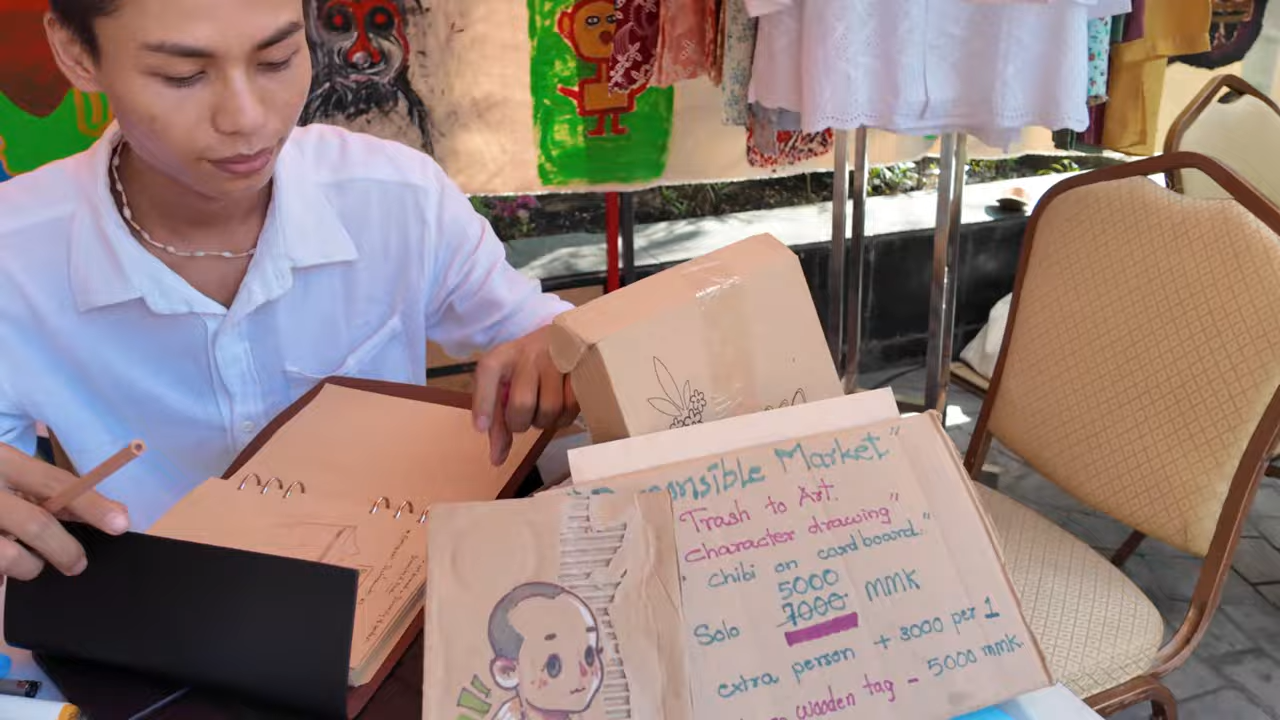 Market"
Trash to Art.
character drawing"
chibi on cardboard."
5000
7000 MMK
Solo
extra person + 3000 per 1
wooden tag - 5000 mmk